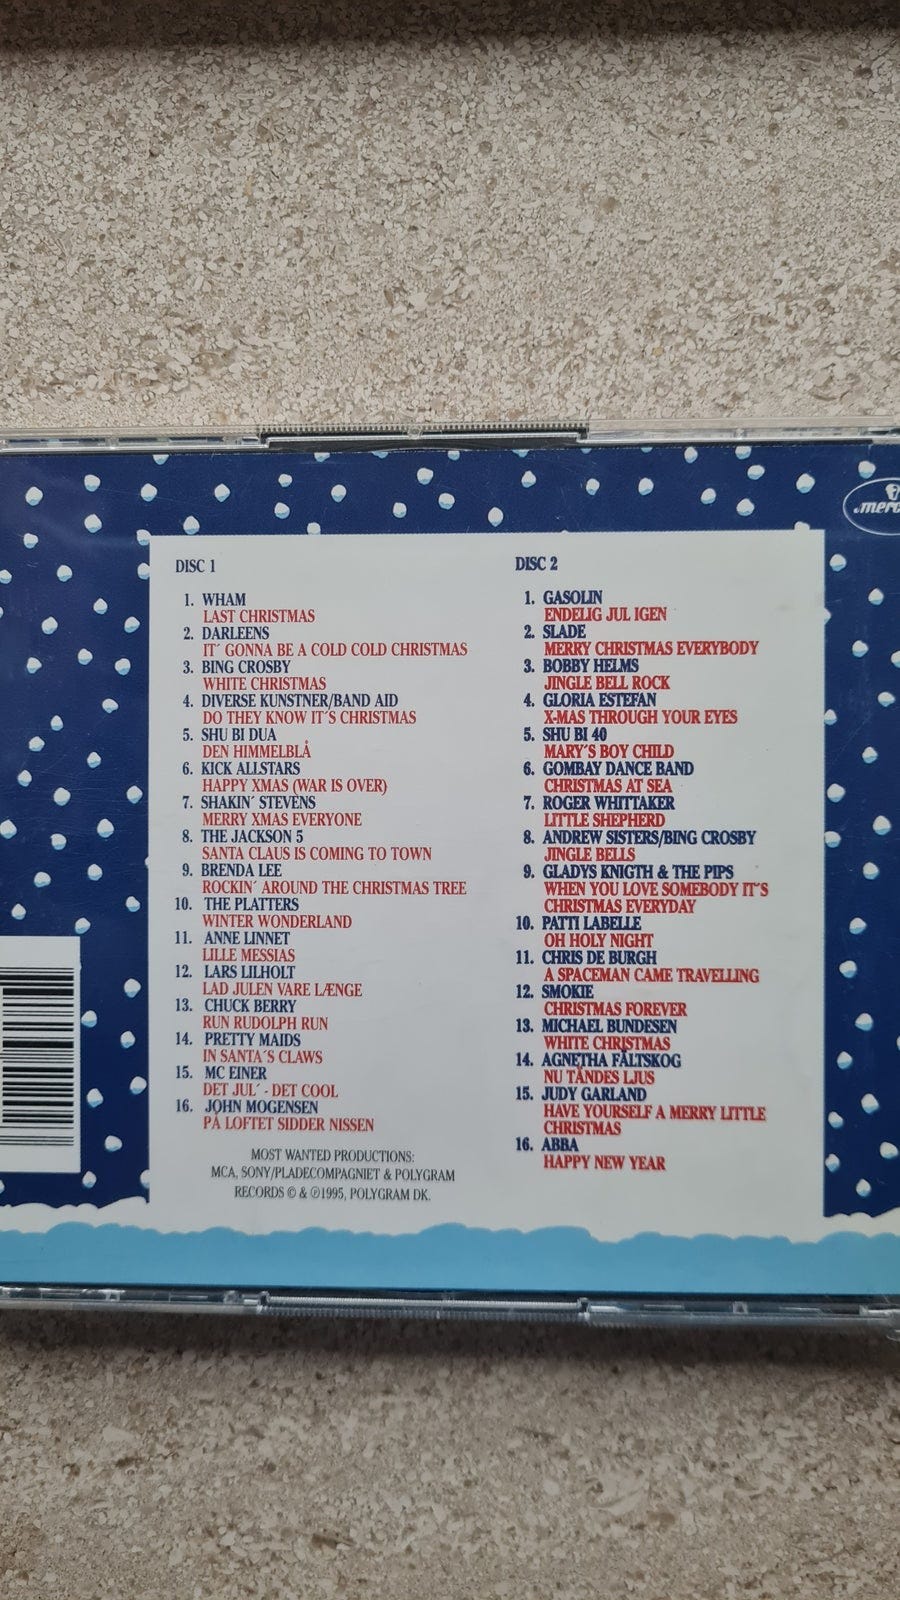 merc
DISC 1
1. WHAM
LAST CHRISTMAS
2. DARLEENS
IT´ GONNA BE A COLD COLD CHRISTMAS
3. BING CROSBY
WHITE CHRISTMAS
4. DIVERSE KUNSTNER/BAND AID
DO THEY KNOW IT´S CHRISTMAS
5. SHU BI DUA
DEN HIMMELBLÅ
6. KICK ALLSTARS
HAPPY XMAS (WAR IS OVER)
7. SHAKIN´ STEVENS
MERRY XMAS EVERYONE
8. THE JACKSON 5
SANTA CLAUS IS COMING TO TOWN
9. BRENDA LEE
ROCKIN´ AROUND THE CHRISTMAS TREE
10. THE PLATTERS
WINTER WONDERLAND
11. ANNE LINNET
LILLE MESSIAS
12. LARS LILHOLT
LAD JULEN VARE LÆNGE
13. CHUCK BERRY
RUN RUDOLPH RUN
14. PRETTY MAIDS
IN SANTA´S CLAWS
15. MC EINER
DET JUL´ - DET COOL
16. JOHN MOGENSEN
PÅ LOFTET SIDDER NISSEN
MOST WANTED PRODUCTIONS:
MCA, SONY/PLADECOMPAGNIET & POLYGRAM
RECORDS © & ℗1995, POLYGRAM DK.
DISC 2
1. GASOLIN
ENDELIG JUL IGEN
2. SLADE
MERRY CHRISTMAS EVERYBODY
3. BOBBY HELMS
JINGLE BELL ROCK
4. GLORIA ESTEFAN
X-MAS THROUGH YOUR EYES
5. SHU BI 40
MARY´S BOY CHILD
6. GOMBAY DANCE BAND
CHRISTMAS AT SEA
7. ROGER WHITTAKER
LITTLE SHEPHERD
8. ANDREW SISTERS/BING CROSBY
JINGLE BELLS
9. GLADYS KNIGTH & THE PIPS
WHEN YOU LOVE SOMEBODY IT´S
CHRISTMAS EVERYDAY
10. PATTI LABELLE
OH HOLY NIGHT
11. CHRIS DE BURGH
A SPACEMAN CAME TRAVELLING
12. SMOKIE
CHRISTMAS FOREVER
13. MICHAEL BUNDESEN
WHITE CHRISTMAS
14. AGNETHA FÄLTSKOG
NU TÄNDES LJUS
15. JUDY GARLAND
HAVE YOURSELF A MERRY LITTLE
CHRISTMAS
16. ABBA
HAPPY NEW YEAR